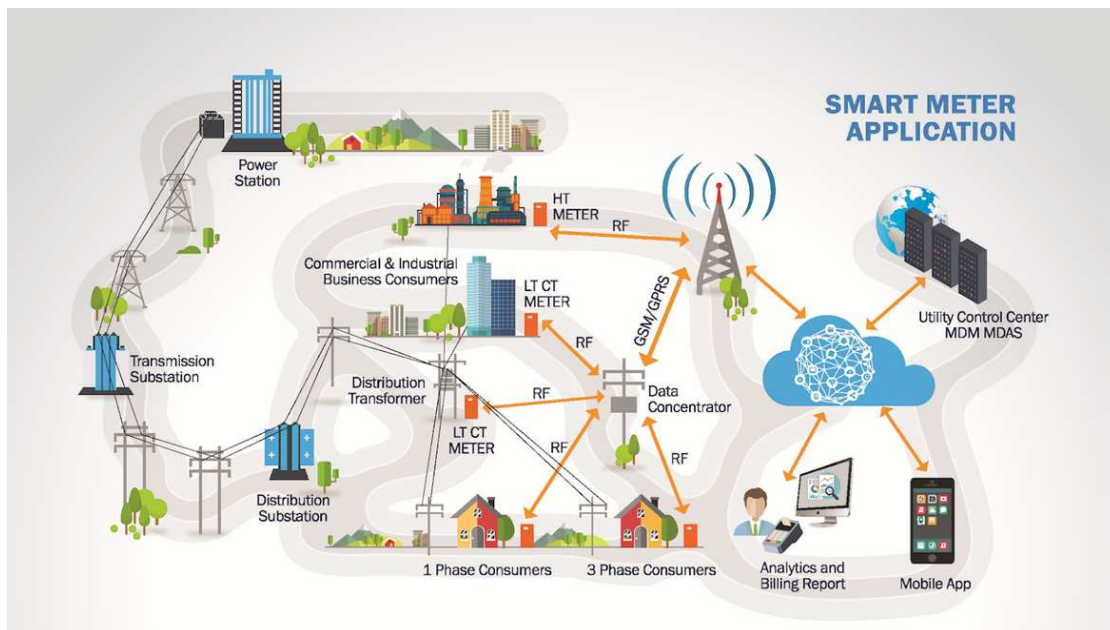 SMART METER
APPLICATION
Power
Station
HT
METER
RF
Commercial & Industrial
Business Consumers
LT CT
METER
GSM/GPRS
Utility Control Center
MDM MDAS
Transmission
Substation
RF
Distribution
Transformer
RF
Data
Concentrator
LT CT
METER
RF
RF
Distribution
Substation
1 Phase Consumers
3 Phase Consumers
Analytics and
Billing Report
Mobile App